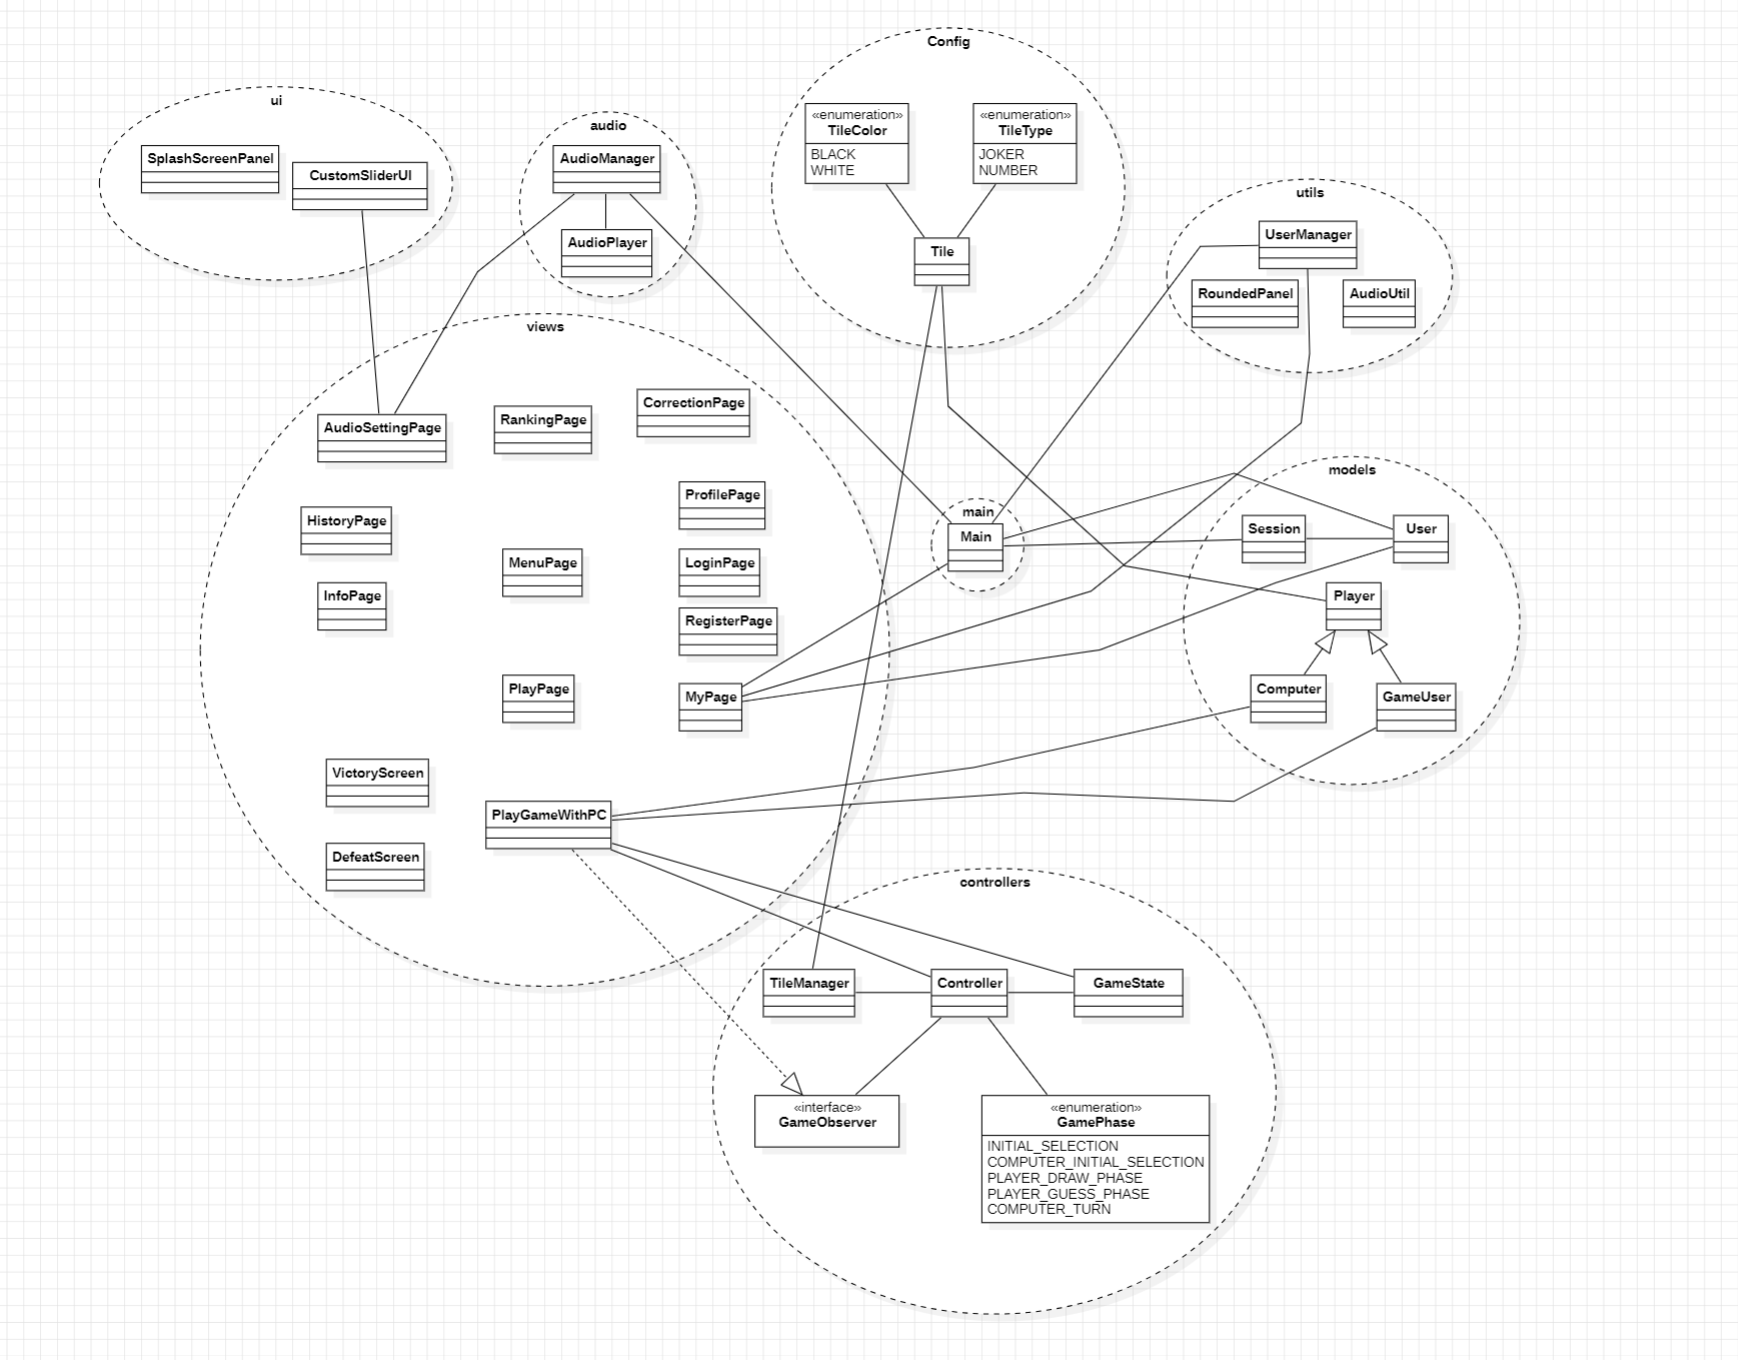 Config
«enumeration»
TileColor
BLACK
WHITE
«enumeration»
TileType
JOKER
NUMBER
Tile
ui
SplashScreenPanel
CustomSliderUI
audio
AudioManager
AudioPlayer
utils
UserManager
RoundedPanel
AudioUtil
views
AudioSettingPage
RankingPage
CorrectionPage
HistoryPage
ProfilePage
MenuPage
LoginPage
InfoPage
RegisterPage
PlayPage
MyPage
VictoryScreen
PlayGameWithPC
DefeatScreen
main
Main
models
Session
User
Player
Computer
GameUser
controllers
TileManager
Controller
GameState
«interface»
GameObserver
«enumeration»
GamePhase
INITIAL_SELECTION
COMPUTER_INITIAL_SELECTION
PLAYER_DRAW_PHASE
PLAYER_GUESS_PHASE
COMPUTER_TURN